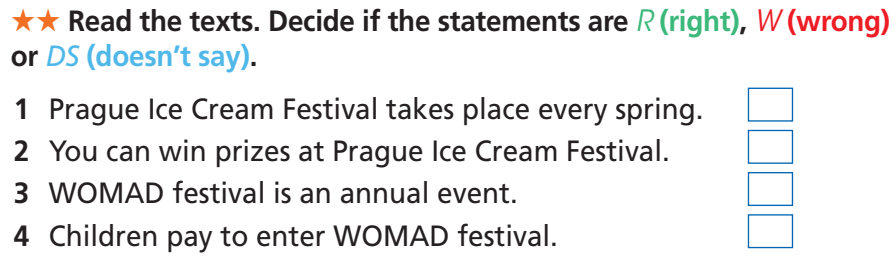 ★★ Read the texts. Decide if the statements are R (right), W (wrong)
or DS (doesn't say).
1 Prague Ice Cream Festival takes place every spring.
2 You can win prizes at Prague Ice Cream Festival.
3 WOMAD festival is an annual event.
4 Children pay to enter WOMAD festival.